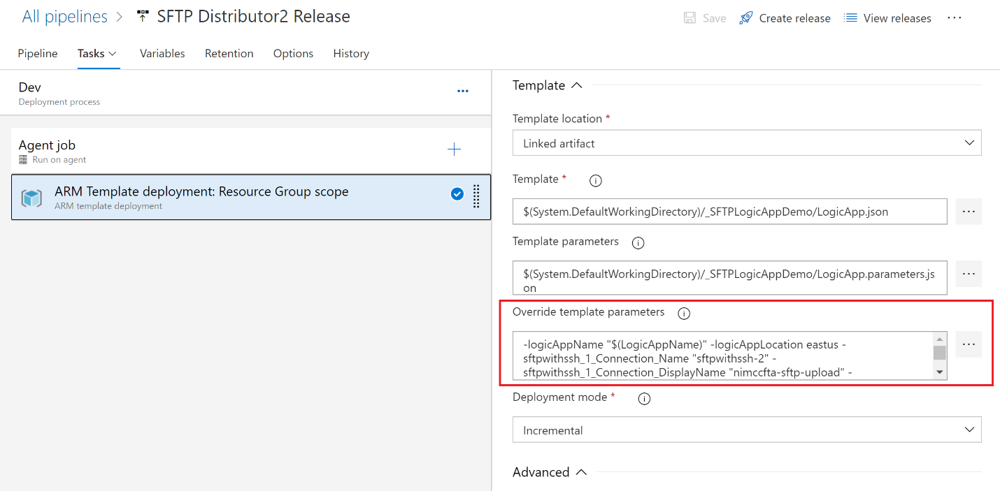 All pipelines > SFTP Distributor2 Release
Save Create release View releases ...
Pipeline Tasks Variables Retention Options History
Dev
Deployment process
...
Agent job
Run on agent
ARM Template deployment: Resource Group scope
ARM template deployment
Template
Template location *
Linked artifact
Template * i
$(System.DefaultWorkingDirectory)/_SFTPLogicAppDemo/LogicApp.json ...
Template parameters i
$(System.DefaultWorkingDirectory)/_SFTPLogicAppDemo/LogicApp.parameters.js
on
...
Override template parameters i
-logicAppName "$(LogicAppName)" -logicAppLocation eastus -
sftpwithssh_1_Connection_Name "sftpwithssh-2" -
sftpwithssh_1_Connection_DisplayName "nimccfta-sftp-upload" -
...
Deployment mode * i
Incremental
Advanced